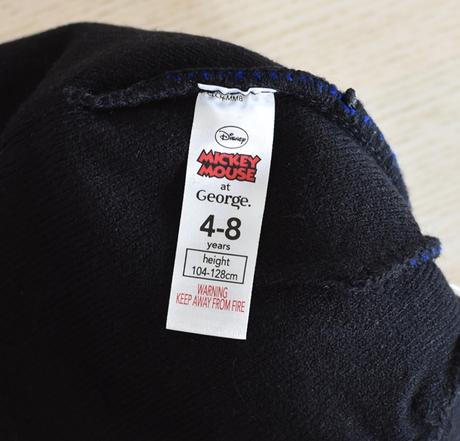 Disney
MICKEY
MOUSE
at
George.
4-8
years
height
104-128cm
WARNING
KEEP AWAY FROM FIRE